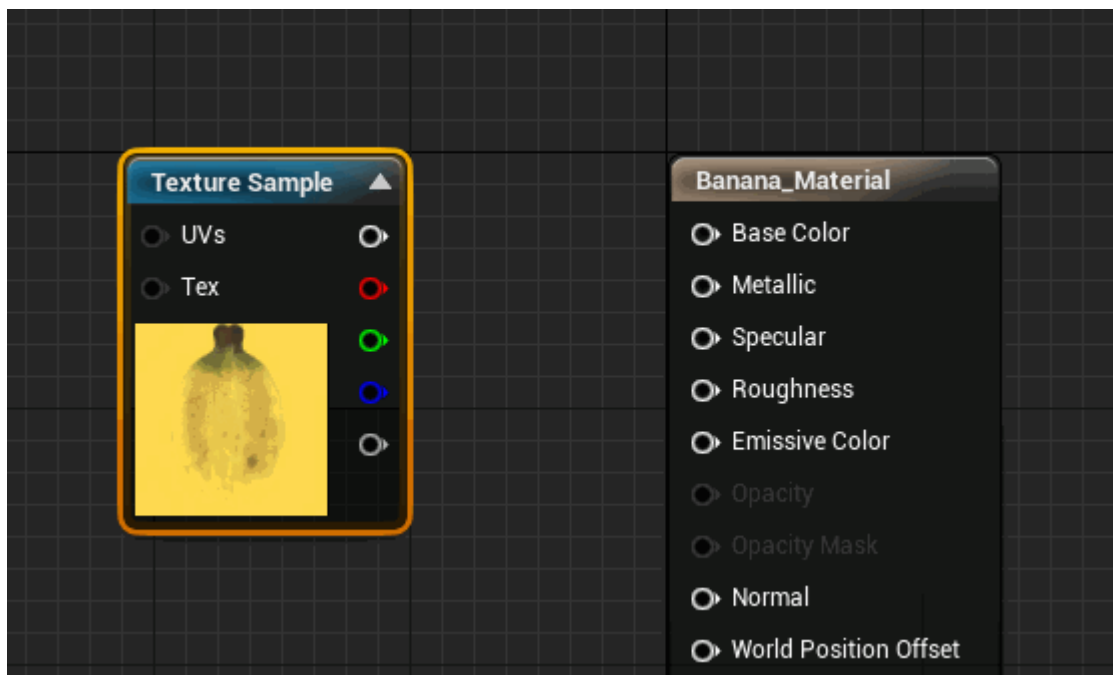 Texture Sample
UVs
Tex
Banana_Material
Base Color
Metallic
Specular
Roughness
Emissive Color
Opacity
Opacity Mask
Normal
World Position Offset